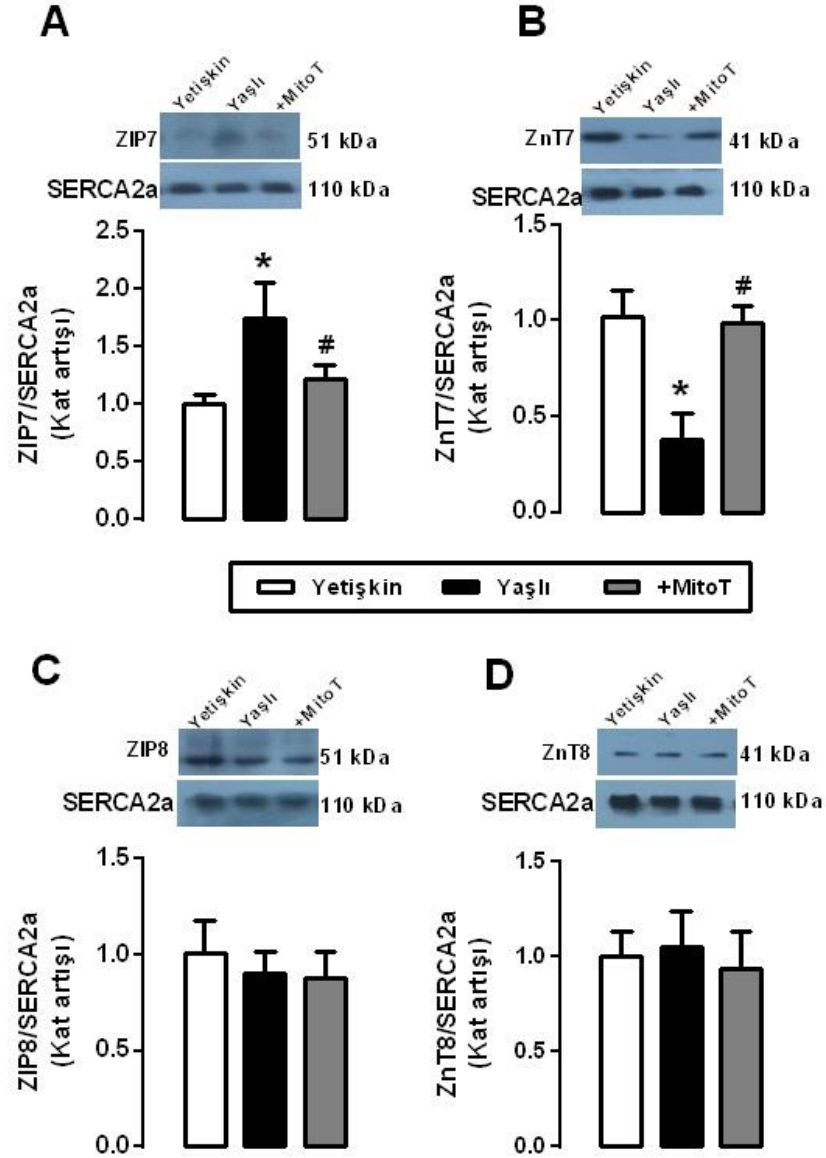 A
Yetişkin
Yaşlı
+MitoT
ZIP7
51 kDa
SERCA2a
110 kDa
ZIP7/SERCA2a
(Kat artışı)
2.5
2.0
1.5
1.0
0.5
0.0
*
#
B
Yetişkin
Yaşlı
+MitoT
ZnT7
41 kDa
SERCA2a
110 kDa
ZnT7/SERCA2a
(Kat artışı)
1.5
1.0
0.5
0.0
*
#
Yetişkin Yaşlı +MitoT
C
Yetişkin
Yaşlı
+MitoT
ZIP8
51 kDa
SERCA2a
110 kDa
ZIP8/SERCA2a
(Kat artışı)
1.5
1.0
0.5
0.0
D
Yetişkin
Yaşlı
+MitoT
ZnT8
41 kDa
SERCA2a
110 kDa
ZnT8/SERCA2a
(Kat artışı)
1.5
1.0
0.5
0.0